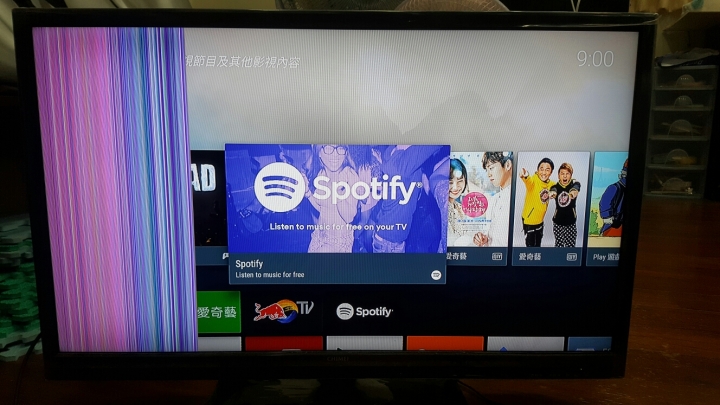 視節目及其他影視內容
9:00
AD
Spotify
Listen to music for free on your TV
Spotify
Listen to music for free
愛奇藝
愛奇藝
Play 圖
愛奇藝
TV
Spotify